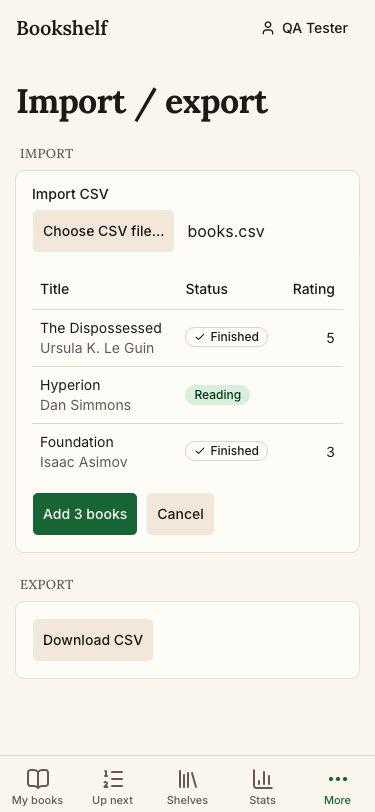 Bookshelf
QA Tester
Import / export
IMPORT
Import CSV
Choose CSV file...
books.csv
Title Status Rating
The Dispossessed
Ursula K. Le Guin
Finished
5
Hyperion
Dan Simmons
Reading
Foundation
Isaac Asimov
Finished
3
Add 3 books
Cancel
EXPORT
Download CSV
My books
Up next
Shelves
Stats
More